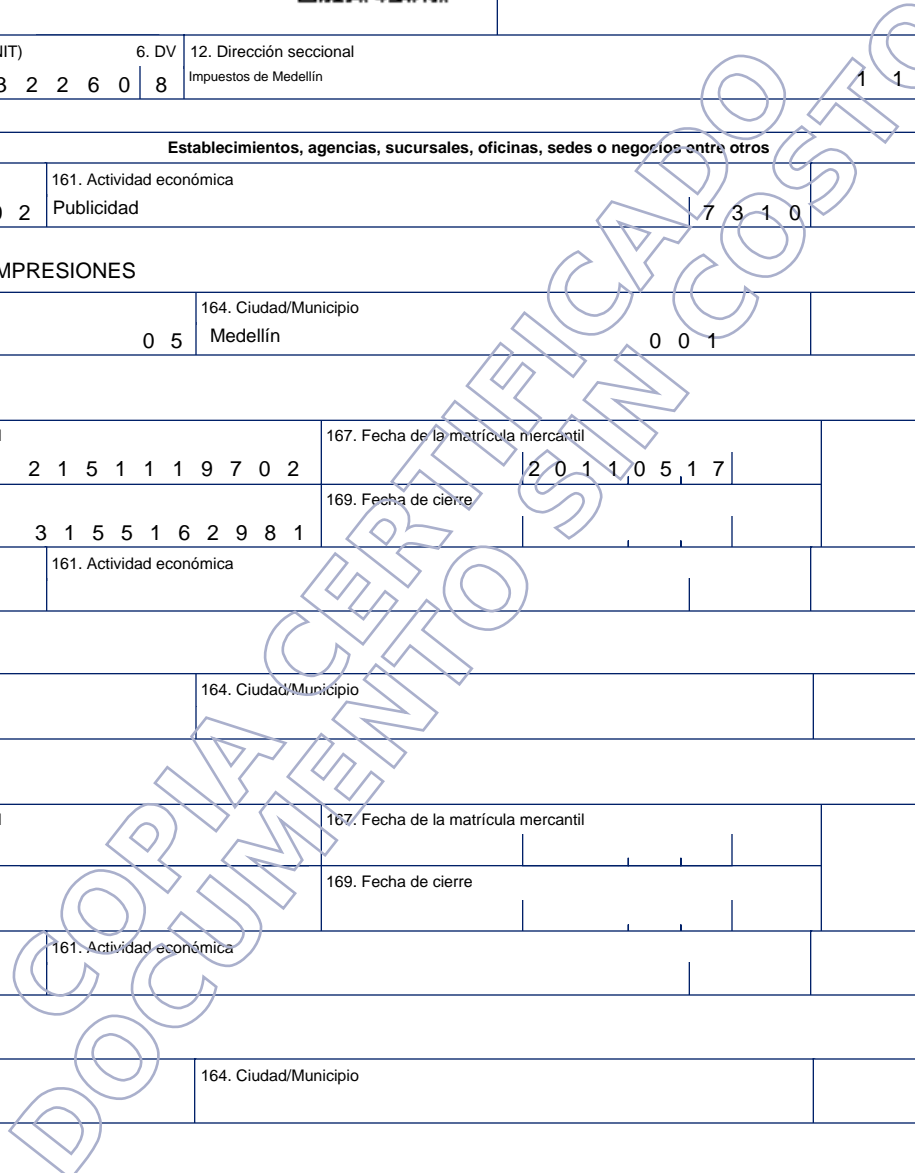 6. DV 12. Dirección seccional
2 2 6 0 8 Impuestos de Medellín 1 1
Establecimientos, agencias, sucursales, oficinas, sedes o negocios entre otros
161. Actividad económica
2 Publicidad 7 3 1 0
MPRESIONES
164. Ciudad/Municipio
0 5 Medellín 0 0 1
167. Fecha de la matrícula mercantil
2 1 5 1 1 1 9 7 0 2 2 0 1 1 0 5 1 7
169. Fecha de cierre
3 1 5 5 1 6 2 9 8 1
161. Actividad económica
164. Ciudad/Municipio
167. Fecha de la matrícula mercantil
169. Fecha de cierre
161. Actividad económica
164. Ciudad/Municipio
COPIA CERTIFICADO
DOCUMENTO SIN COSTO